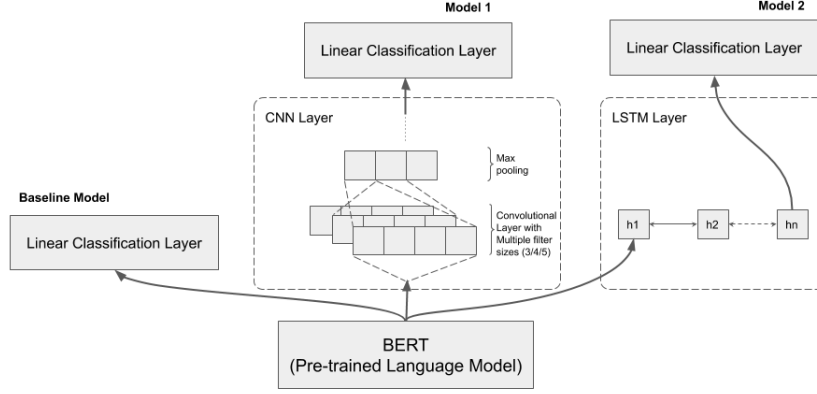 Model 1
Model 2
Linear Classification Layer
Linear Classification Layer
CNN Layer
LSTM Layer
Max
pooling
Baseline Model
Linear Classification Layer
Convolutional
Layer with
Multiple filter
sizes (3/4/5)
h1
h2
hn
BERT
(Pre-trained Language Model)